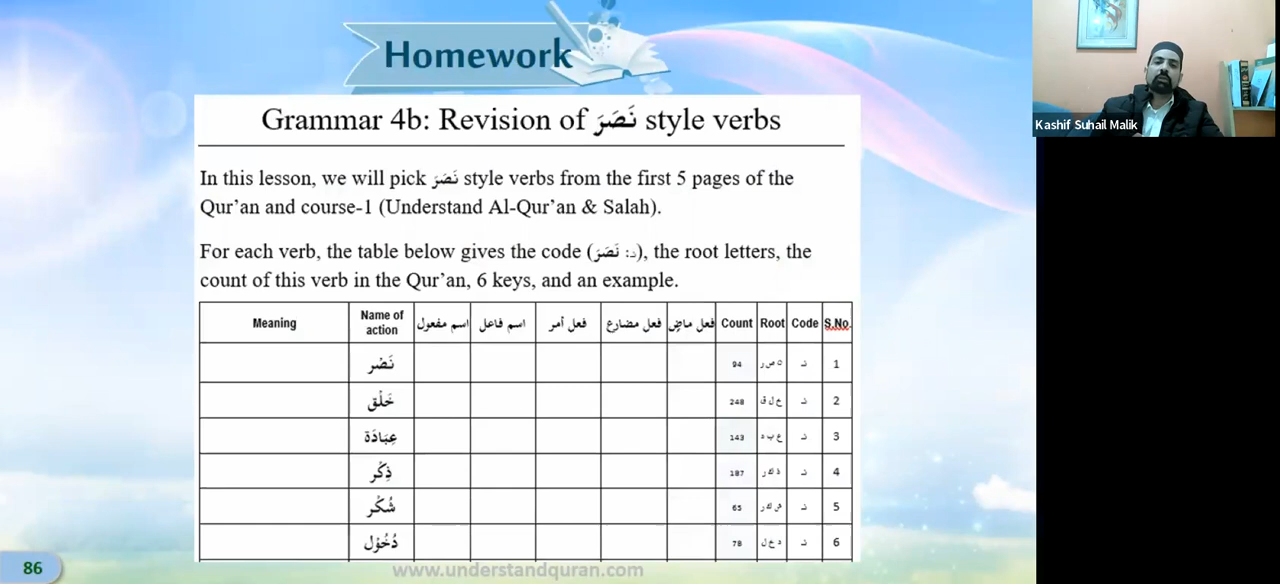 Homework
Kashif Suhail Malik
Grammar 4b: Revision of نَصَرَ style verbs
In this lesson, we will pick نَصَرَ style verbs from the first 5 pages of the
Qur'an and course-1 (Understand Al-Qur'an & Salah).
For each verb, the table below gives the code (د: نَصَرَ), the root letters, the
count of this verb in the Qur'an, 6 keys, and an example.
Meaning Name of action اسم مفعول اسم فاعل فعل أمر فعل مضارع فعل ماضٍ Count Root Code S.No.
نَصْر 94 ن ص ر د 1
خَلْق 248 خ ل ق د 2
عِبَادَة 143 ع ب د د 3
ذِكْر 187 ذ ك ر د 4
شُكْر 65 ش ك ر د 5
دُخُوْل 78 د خ ل د 6
86
www.understandquran.com